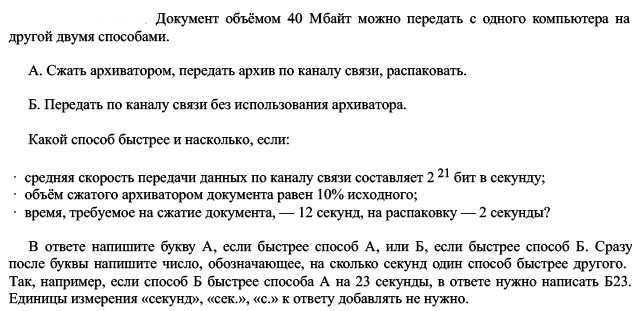 Документ объёмом 40 Мбайт можно передать с одного компьютера на
другой двумя способами.
А. Сжать архиватором, передать архив по каналу связи, распаковать.
Б. Передать по каналу связи без использования архиватора.
Какой способ быстрее и насколько, если:
· средняя скорость передачи данных по каналу связи составляет 2 21 бит в секунду;
· объём сжатого архиватором документа равен 10% исходного;
· время, требуемое на сжатие документа, — 12 секунд, на распаковку — 2 секунды?
В ответе напишите букву А, если быстрее способ А, или Б, если быстрее способ Б. Сразу
после буквы напишите число, обозначающее, на сколько секунд один способ быстрее другого.
Так, например, если способ Б быстрее способа А на 23 секунды, в ответе нужно написать Б23.
Единицы измерения «секунд», «сек.», «с.» к ответу добавлять не нужно.